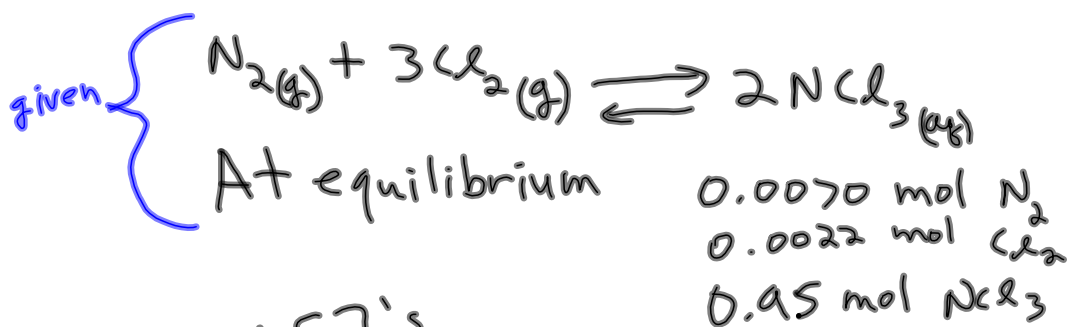 given
N₂(g) + 3Cl₂(g) ⇌ 2NCl₃(aq)
At equilibrium
0.0070 mol N₂
0.0022 mol Cl₂
0.95 mol NCl₃